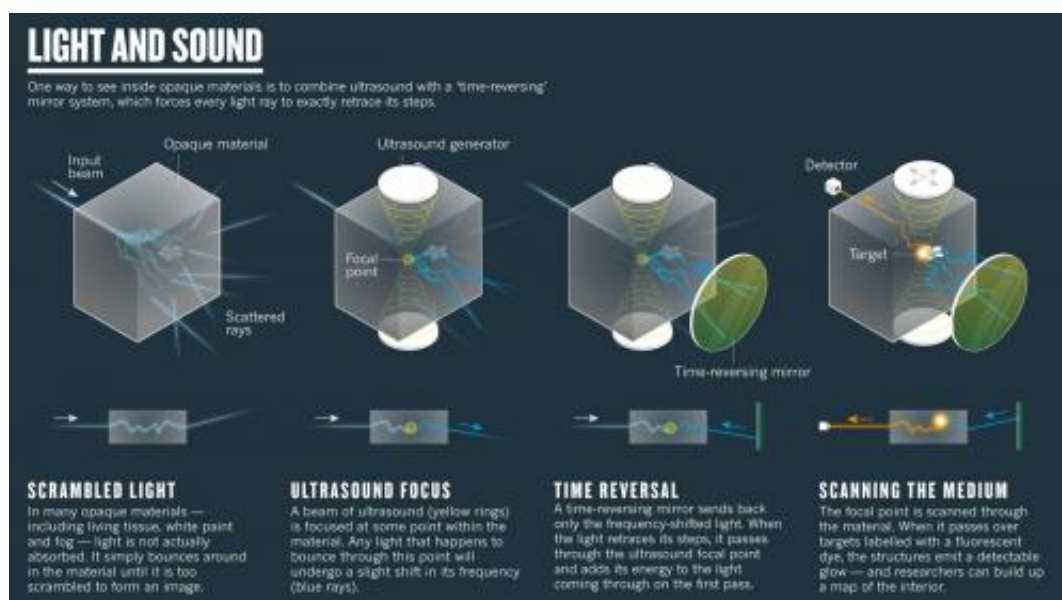 LIGHT AND SOUND
One way to see inside opaque materials is to combine ultrasound with a 'time-reversing'
mirror system, which forces every light ray to exactly retrace its steps.
Input
beam
Opaque material
Scattered
rays
Ultrasound generator
Focal
point
Time-reversing mirror
Detector
Target
SCRAMBLED LIGHT
In many opaque materials —
including living tissue, white paint
and fog — light is not actually
absorbed. It simply bounces around
in the material until it is too
scrambled to form an image.
ULTRASOUND FOCUS
A beam of ultrasound (yellow rings)
is focused at some point within the
material. Any light that happens to
bounce through this point will
undergo a slight shift in its frequency
(blue rays).
TIME REVERSAL
A time-reversing mirror sends back
only the frequency-shifted light. When
the light retraces its steps, it passes
through the ultrasound focal point
and adds its energy to the light
coming through on the first pass.
SCANNING THE MEDIUM
The focal point is scanned through
the material. When it passes over
targets labelled with a fluorescent
dye, the structures emit a detectable
glow — and researchers can build up
a map of the interior.